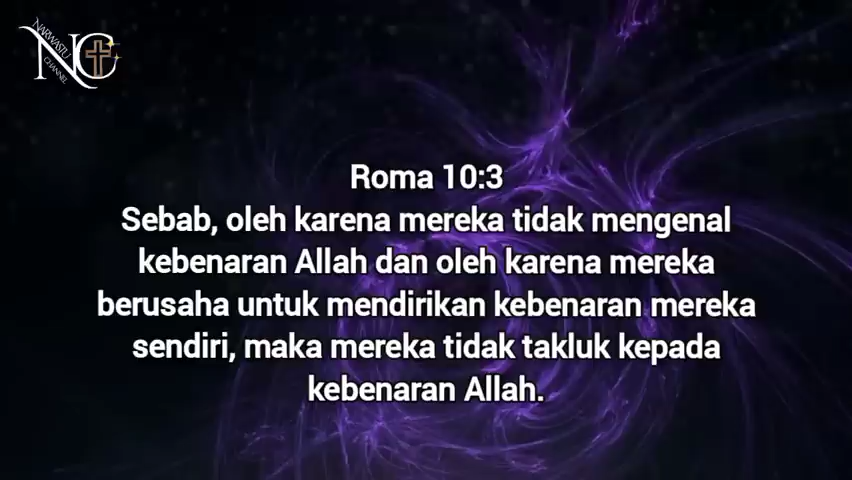 NARWASTU
NC
CHANNEL
Roma 10:3
Sebab, oleh karena mereka tidak mengenal
kebenaran Allah dan oleh karena mereka
berusaha untuk mendirikan kebenaran mereka
sendiri, maka mereka tidak takluk kepada
kebenaran Allah.